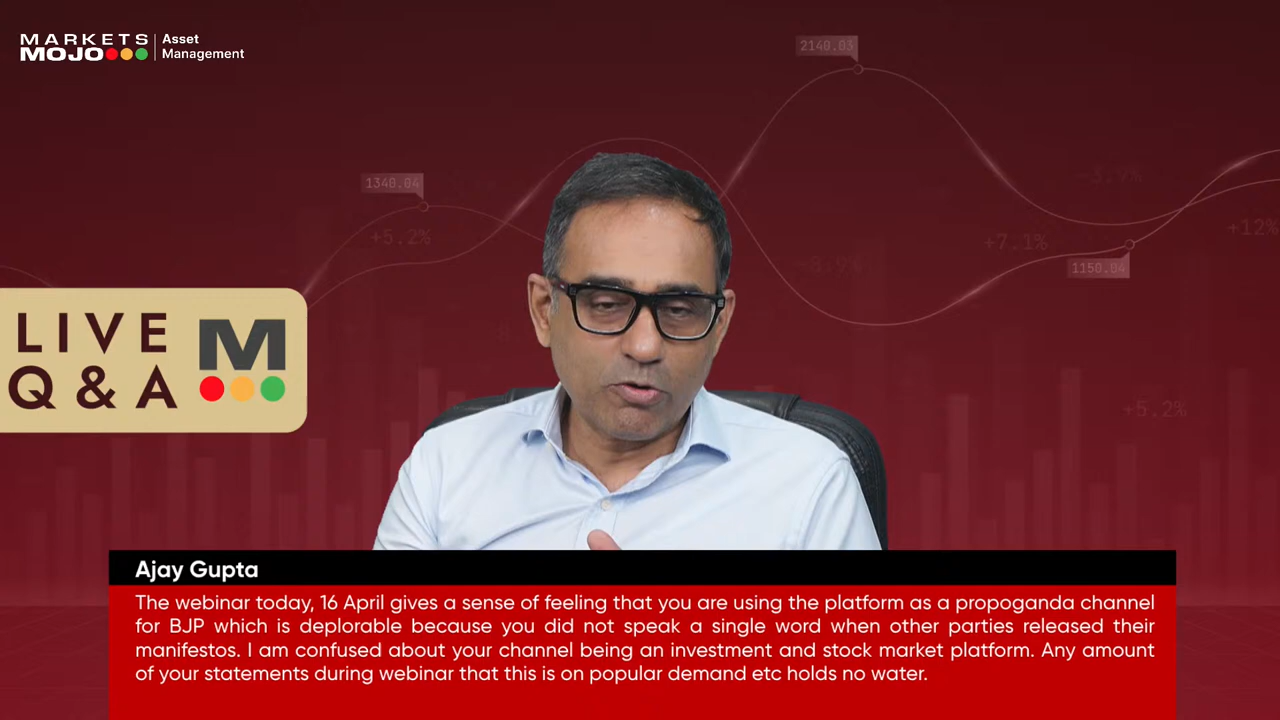 MARKETS
MOJO
Asset
Management
2140.03
1340.04
+5.2%
+7.1%
+12%
1150.04
+5.2%
LIVE
Q & A
M
Ajay Gupta
The webinar today, 16 April gives a sense of feeling that you are using the platform as a propoganda channel
for BJP which is deplorable because you did not speak a single word when other parties released their
manifestos. I am confused about your channel being an investment and stock market platform. Any amount
of your statements during webinar that this is on popular demand etc holds no water.